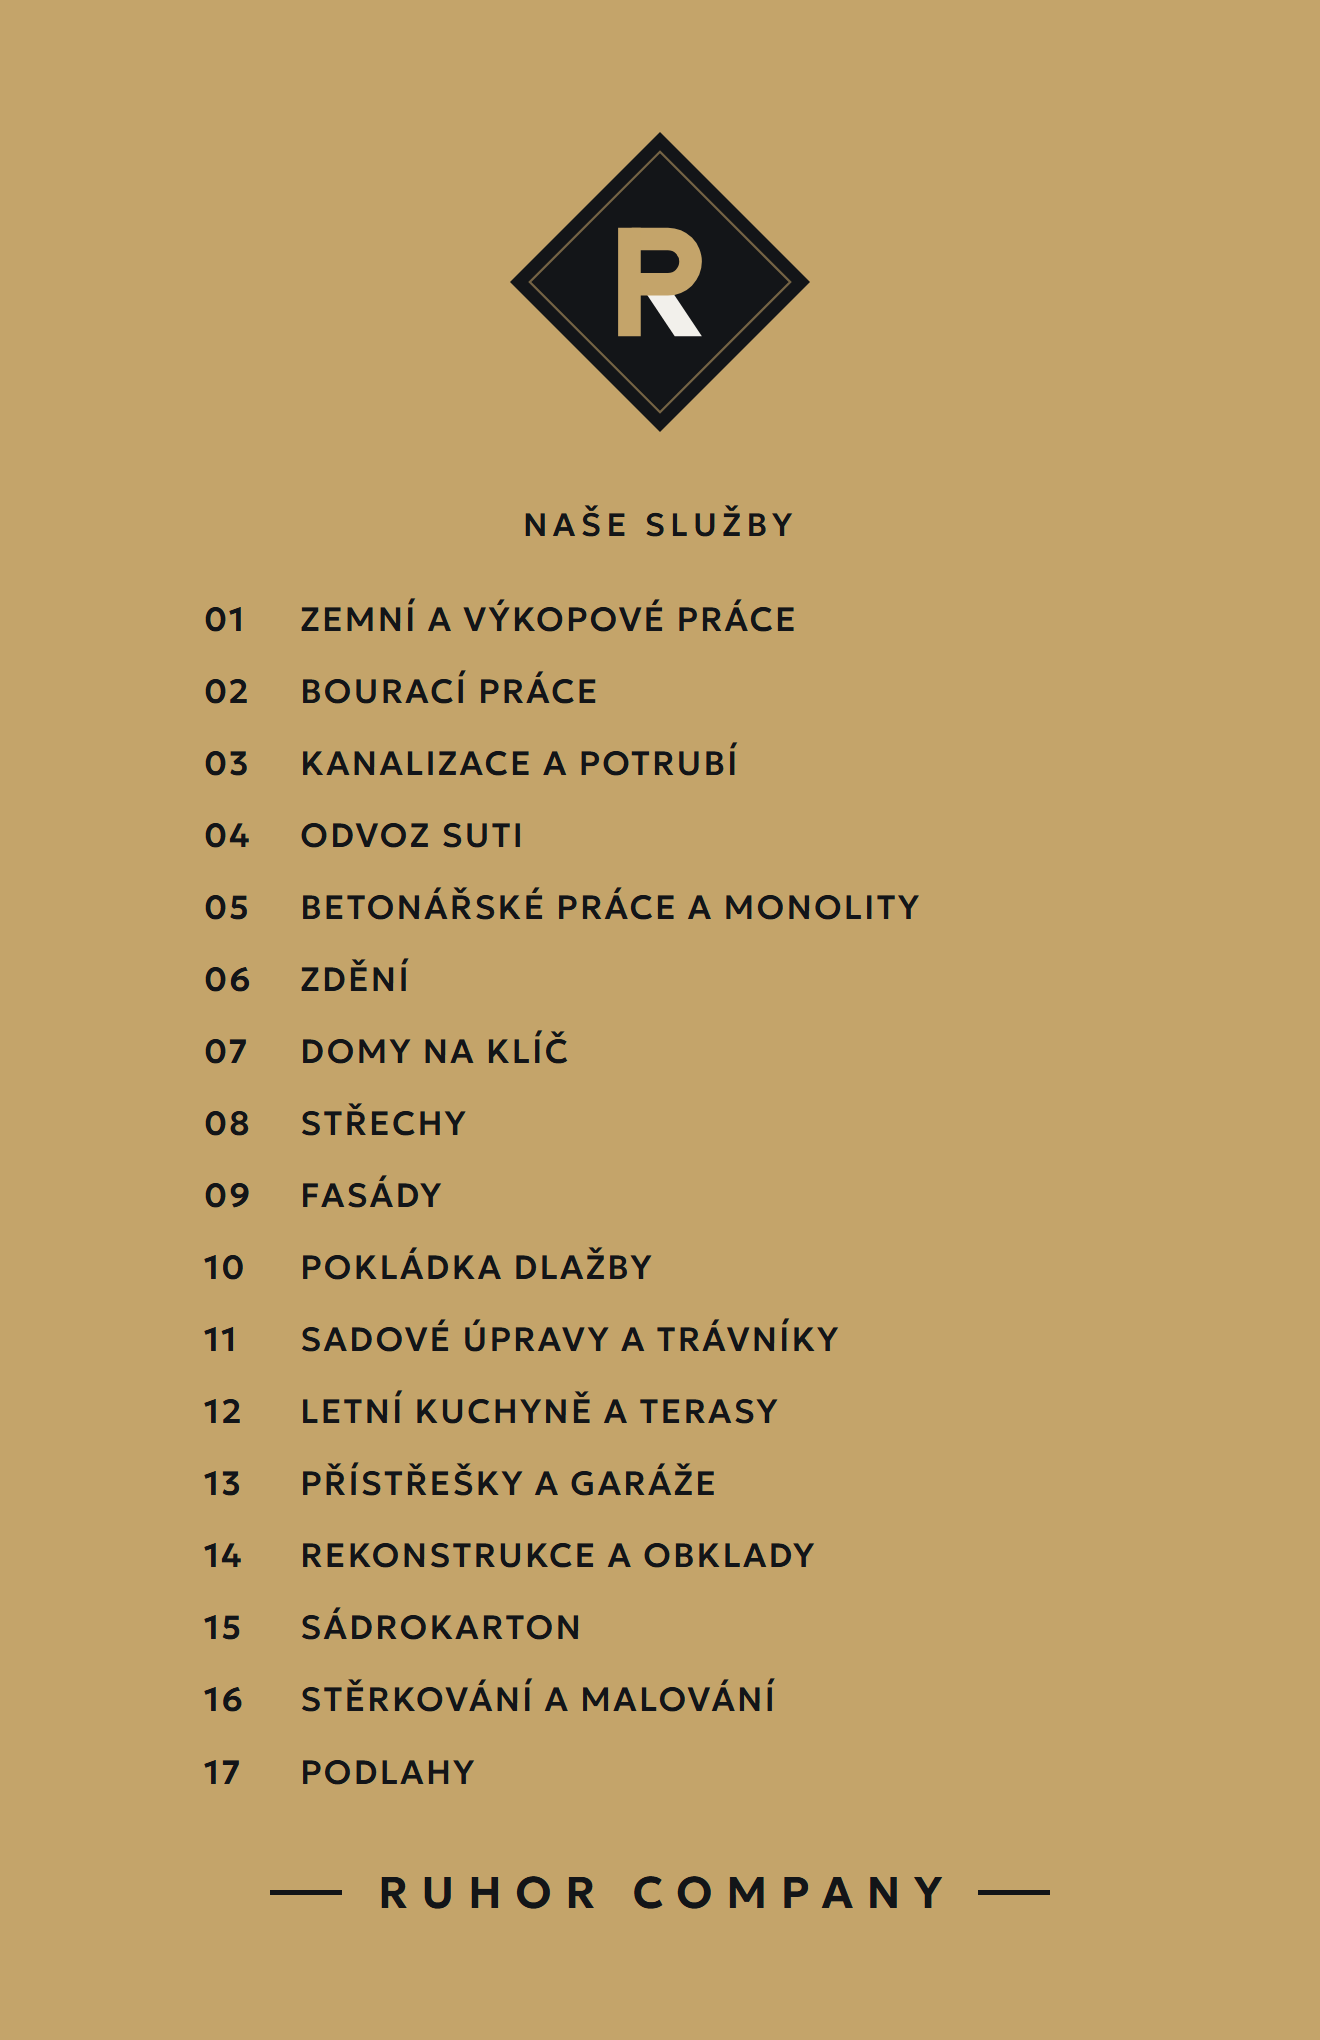 R
NAŠE SLUŽBY
01 ZEMNÍ A VÝKOPOVÉ PRÁCE
02 BOURACÍ PRÁCE
03 KANALIZACE A POTRUBÍ
04 ODVOZ SUTI
05 BETONÁŘSKÉ PRÁCE A MONOLITY
06 ZDĚNÍ
07 DOMY NA KLÍČ
08 STŘECHY
09 FASÁDY
10 POKLÁDKA DLAŽBY
11 SADOVÉ ÚPRAVY A TRÁVNÍKY
12 LETNÍ KUCHYNĚ A TERASY
13 PŘÍSTŘEŠKY A GARÁŽE
14 REKONSTRUKCE A OBKLADY
15 SÁDROKARTON
16 STĚRKOVÁNÍ A MALOVÁNÍ
17 PODLAHY
RUHOR COMPANY